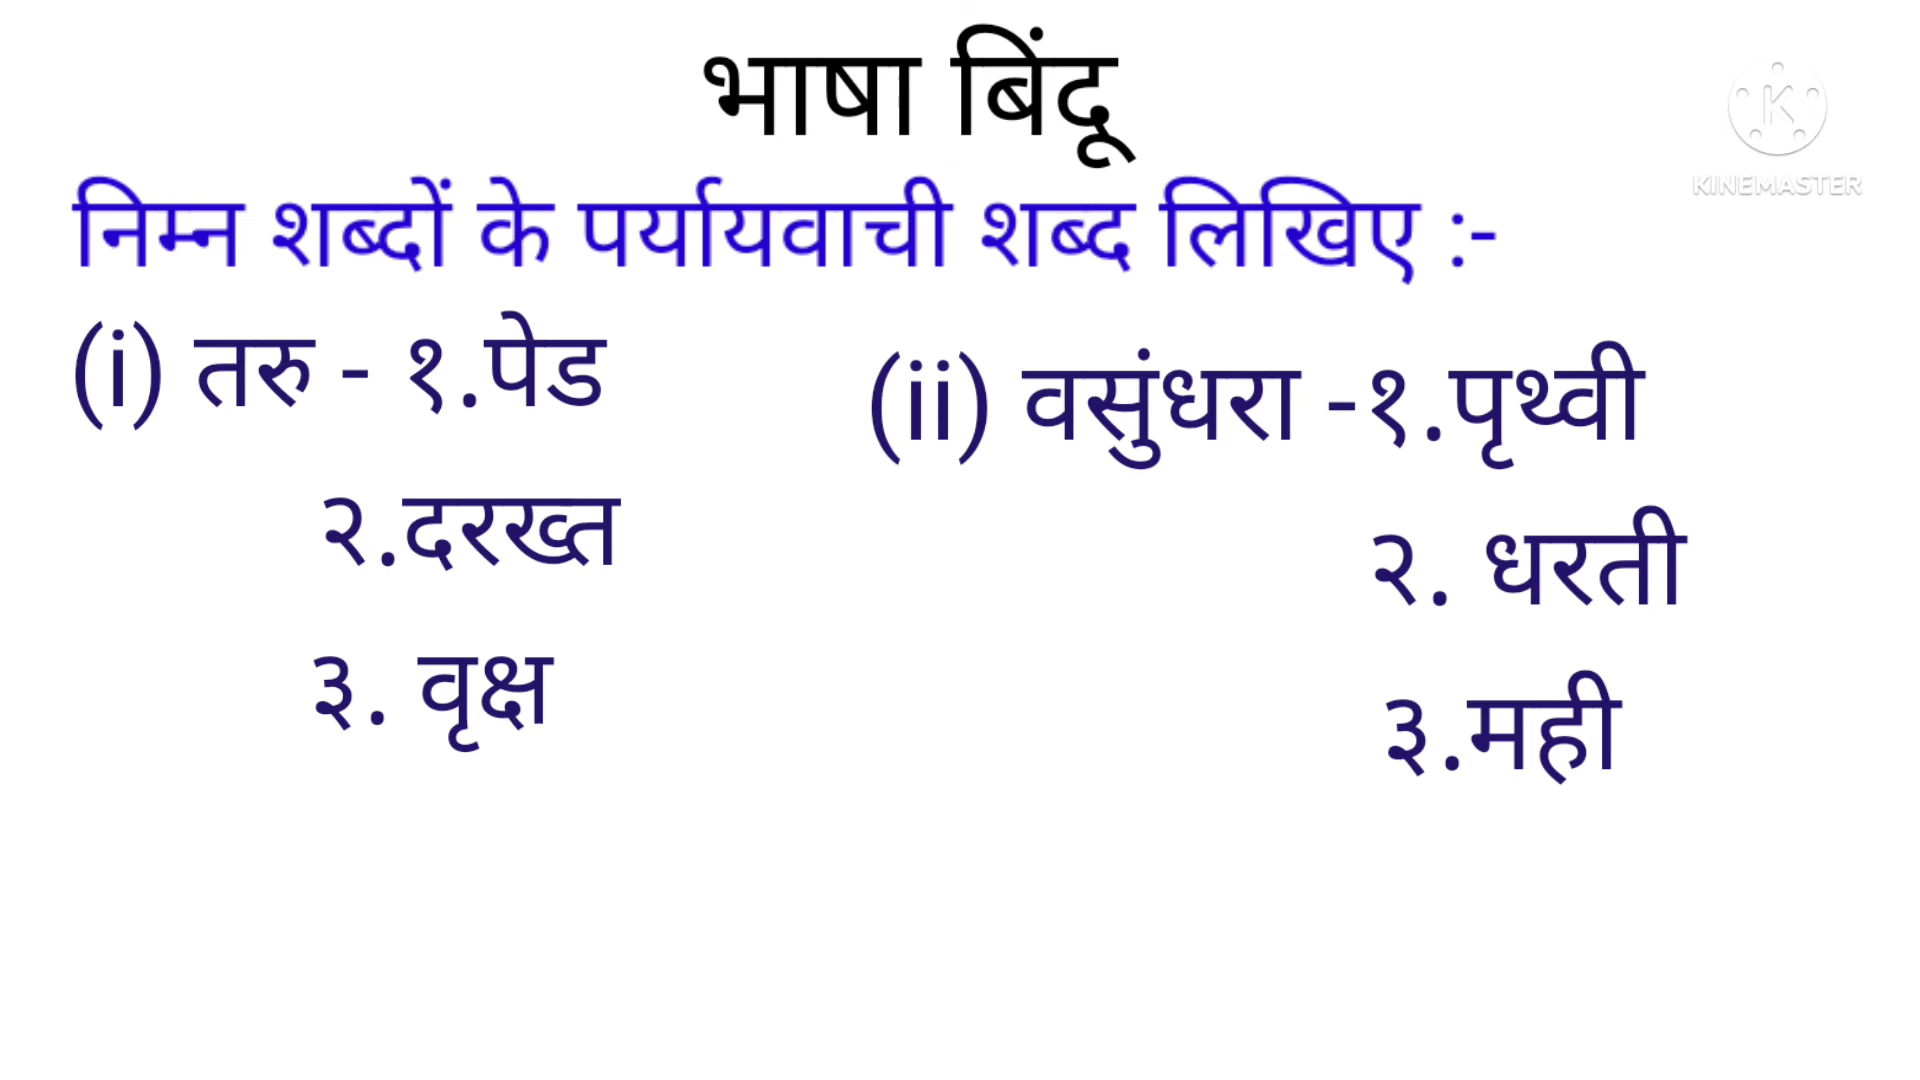 भाषा बिंदू
KINEMASTER
निम्न शब्दों के पर्यायवाची शब्द लिखिए :-
(i) तरु - १.पेड
२.दरख्त
३. वृक्ष
(ii) वसुंधरा -१.पृथ्वी
२. धरती
३.मही